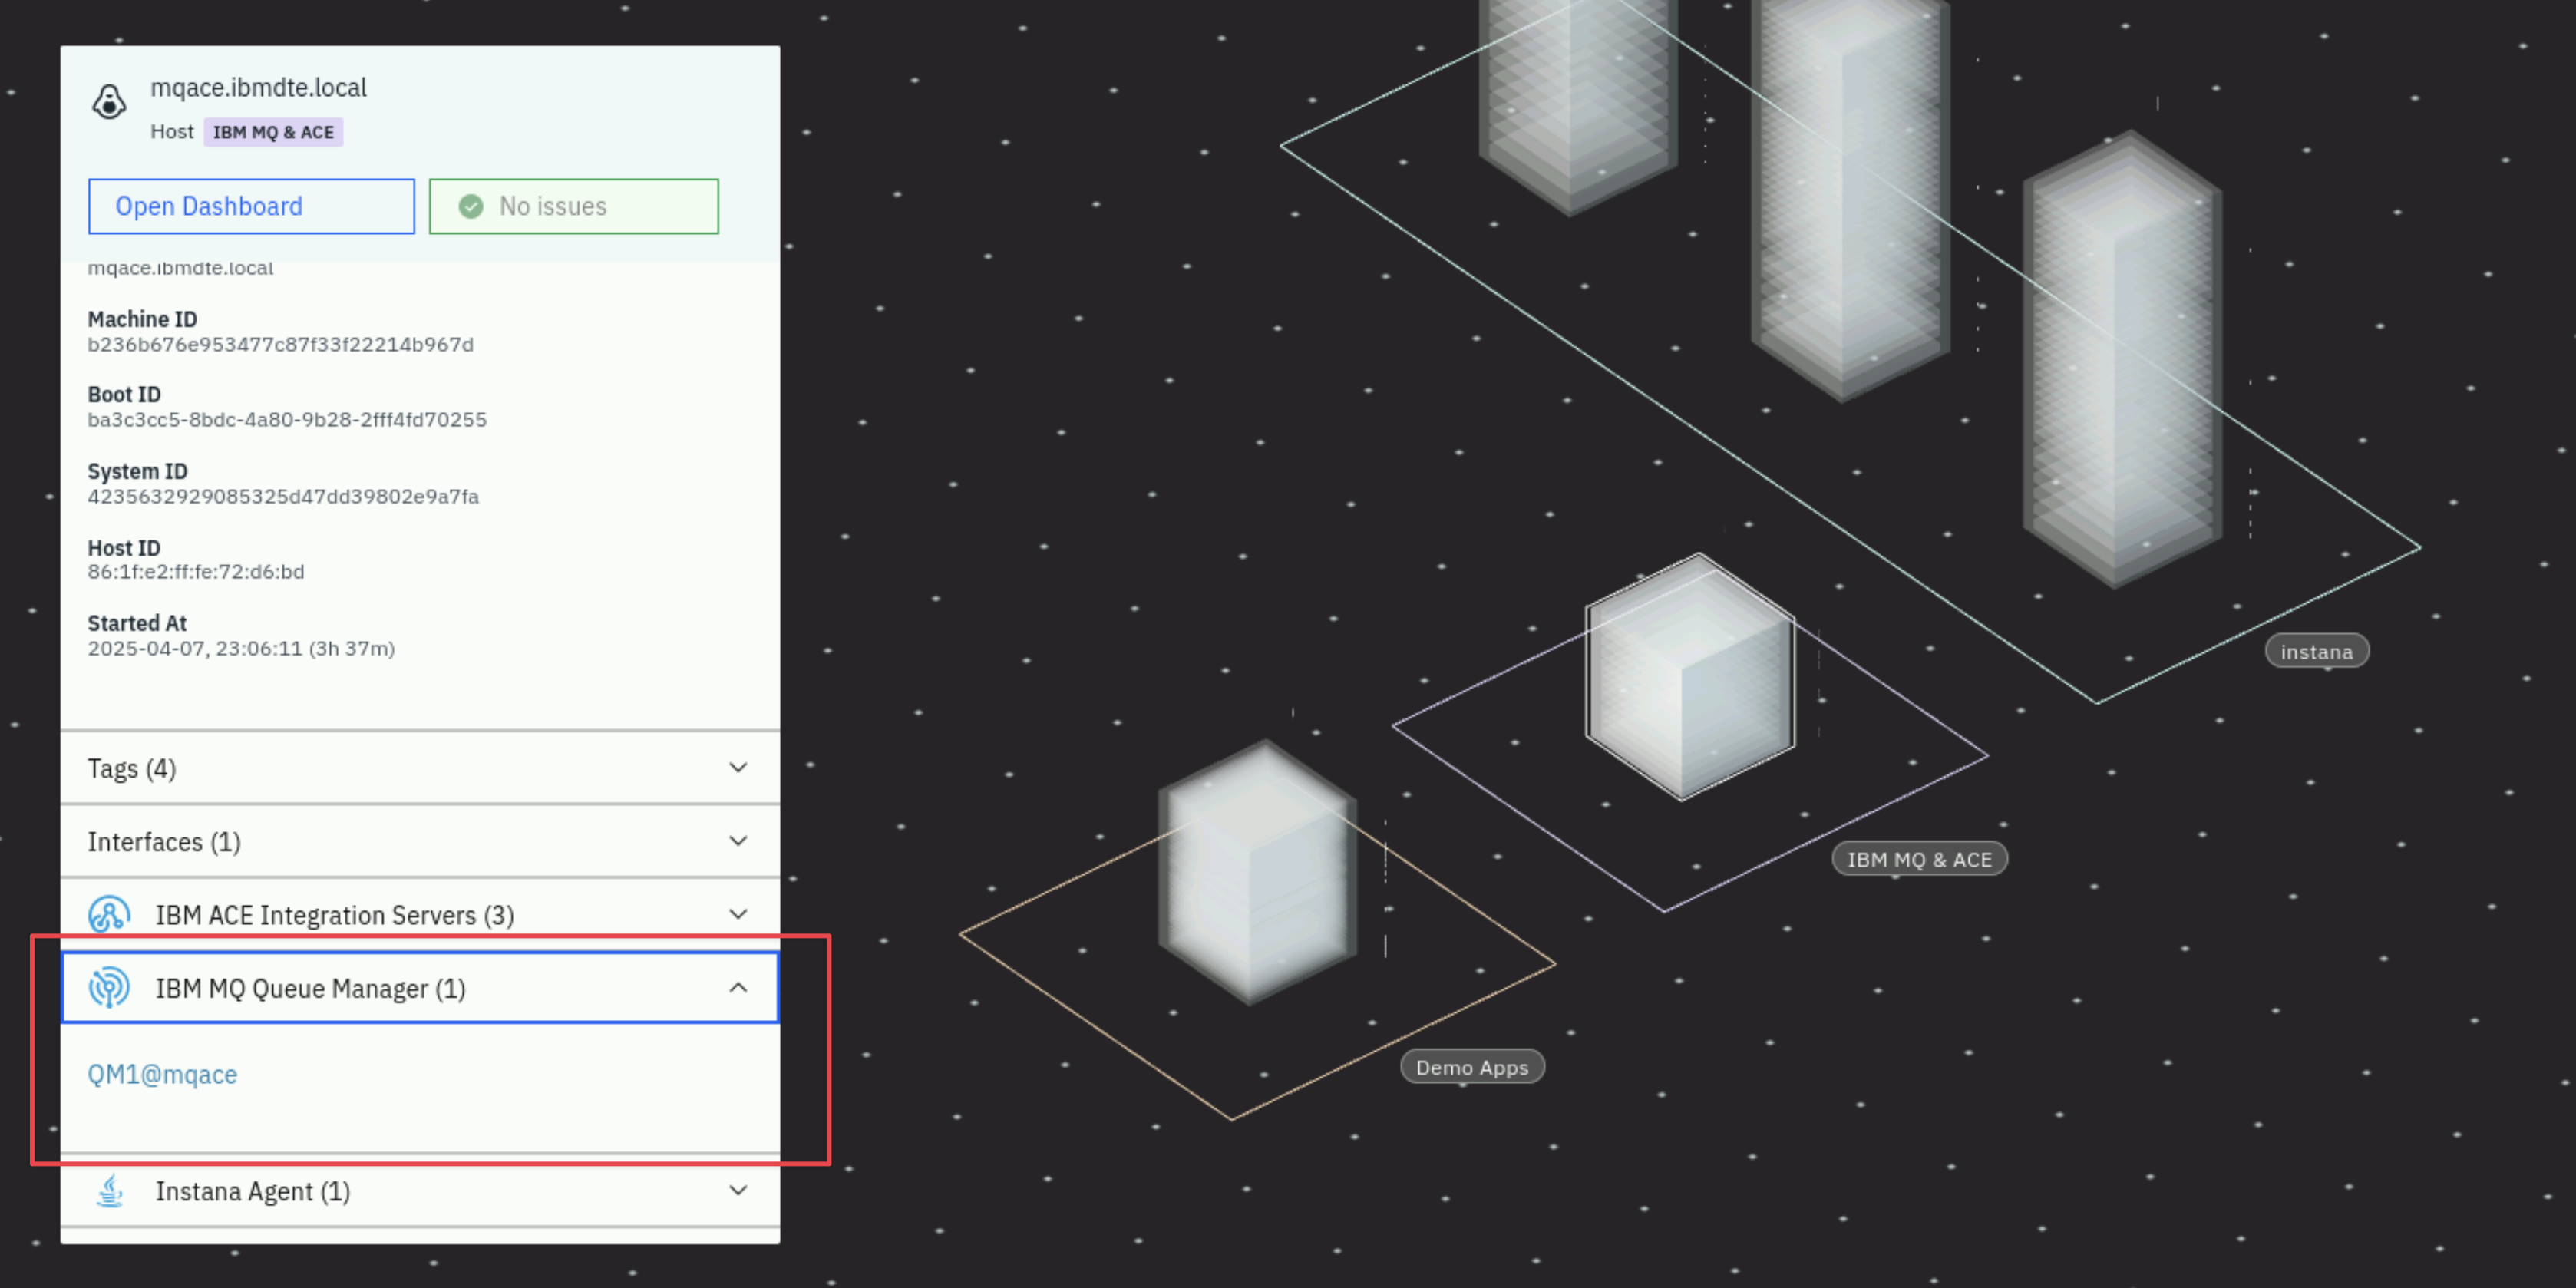 mqace.ibmdte.local
Host IBM MQ & ACE
Open Dashboard
No issues
mqace.ibmdte.local
Machine ID
b236b676e953477c87f33f22214b967d
Boot ID
ba3c3cc5-8bdc-4a80-9b28-2fff4fd70255
System ID
4235632929085325d47dd39802e9a7fa
Host ID
86:1f:e2:ff:fe:72:d6:bd
Started At
2025-04-07, 23:06:11 (3h 37m)
Tags (4)
Interfaces (1)
IBM ACE Integration Servers (3)
IBM MQ Queue Manager (1)
QM1@mqace
Instana Agent (1)
instana
IBM MQ & ACE
Demo Apps